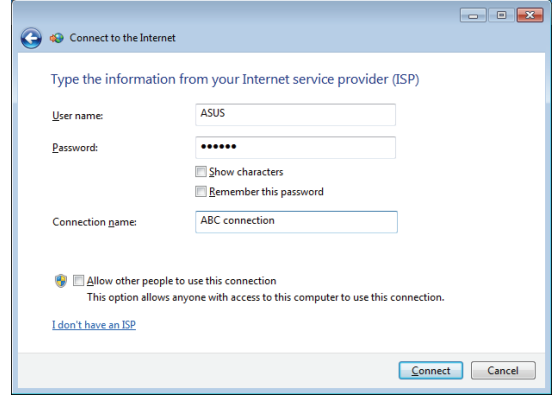 Connect to the Internet
Type the information from your Internet service provider (ISP)
User name: ASUS
Password: ••••••
Show characters
Remember this password
Connection name: ABC connection
Allow other people to use this connection
This option allows anyone with access to this computer to use this connection.
I don't have an ISP
Connect Cancel